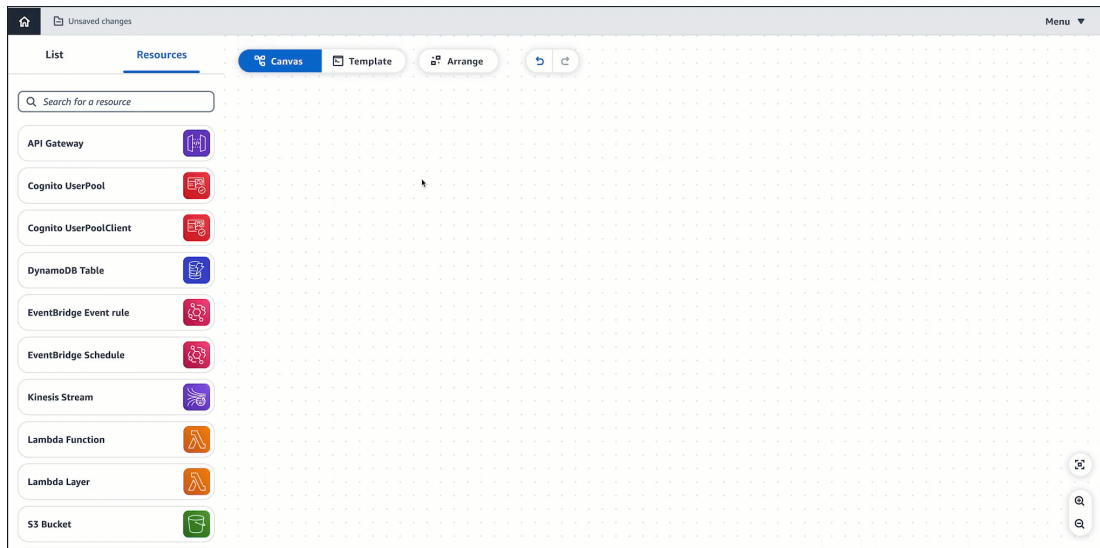 Unsaved changes
Menu
List
Resources
Canvas
Template
Arrange
Search for a resource
API Gateway
Cognito UserPool
Cognito UserPoolClient
DynamoDB Table
EventBridge Event rule
EventBridge Schedule
Kinesis Stream
Lambda Function
Lambda Layer
S3 Bucket